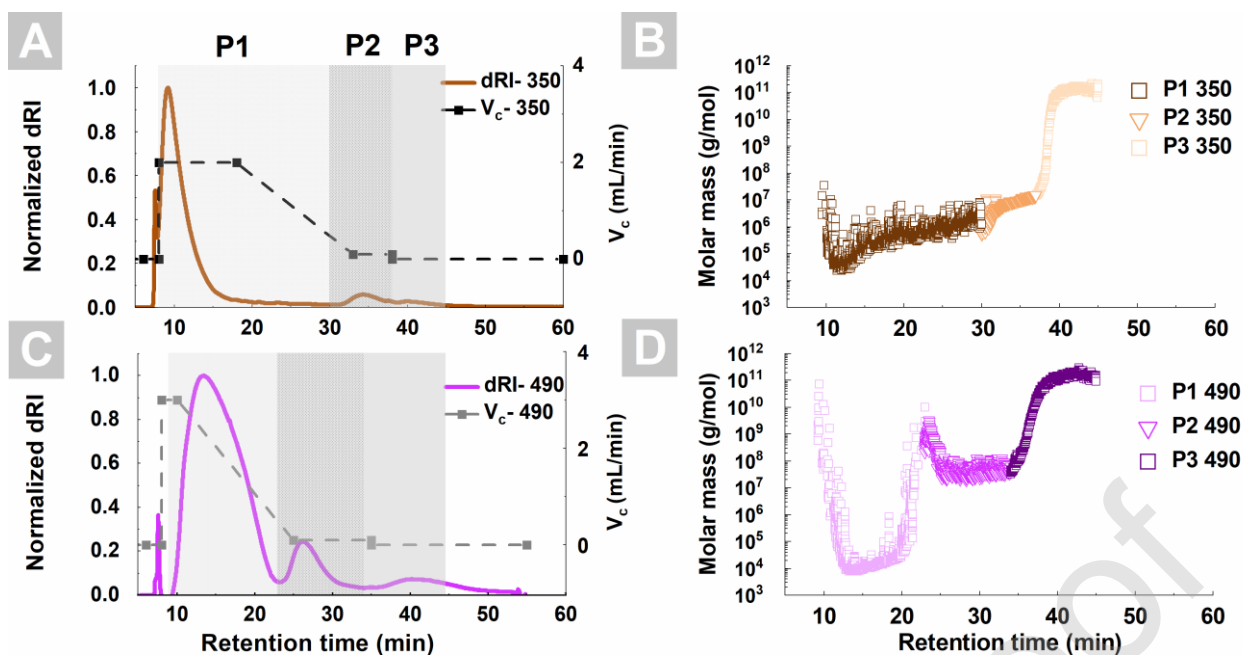 A
P1 P2 P3
Normalized dRI
1.0
0.8
0.6
0.4
0.2
0.0
dRI- 350
Vc- 350
4
2
0
Vc (mL/min)
10 20 30 40 50 60
B
Molar mass (g/mol)
10^12
10^11
10^10
10^9
10^8
10^7
10^6
10^5
10^4
10^3
P1 350
P2 350
P3 350
10 20 30 40 50 60
C
Normalized dRI
1.0
0.8
0.6
0.4
0.2
0.0
dRI- 490
Vc- 490
4
2
0
Vc (mL/min)
10 20 30 40 50 60
Retention time (min)
D
Molar mass (g/mol)
10^12
10^11
10^10
10^9
10^8
10^7
10^6
10^5
10^4
10^3
P1 490
P2 490
P3 490
10 20 30 40 50 60
Retention time (min)
oof